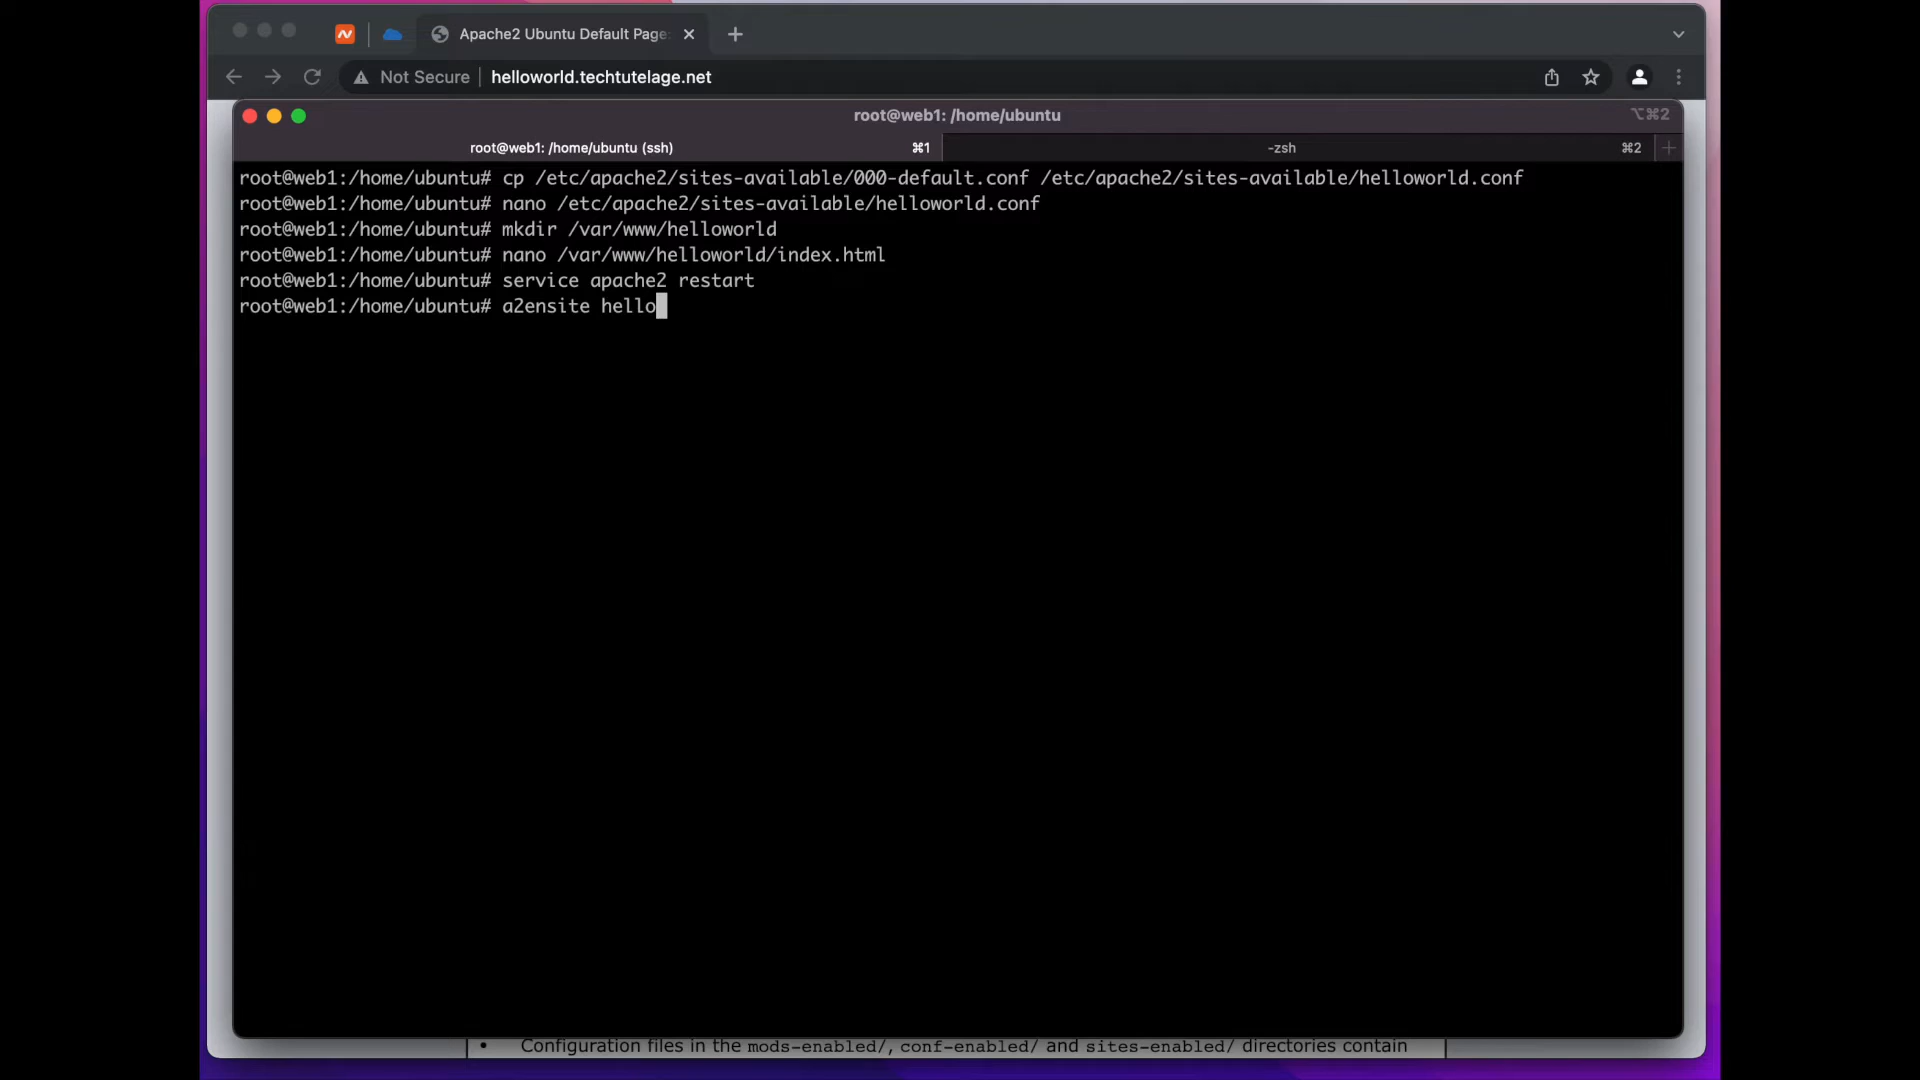 Apache2 Ubuntu Default Page:
Not Secure helloworld.techtutelage.net
root@web1: /home/ubuntu ⌥⌘2
root@web1: /home/ubuntu (ssh) ⌘1 -zsh ⌘2
root@web1:/home/ubuntu# cp /etc/apache2/sites-available/000-default.conf /etc/apache2/sites-available/helloworld.conf
root@web1:/home/ubuntu# nano /etc/apache2/sites-available/helloworld.conf
root@web1:/home/ubuntu# mkdir /var/www/helloworld
root@web1:/home/ubuntu# nano /var/www/helloworld/index.html
root@web1:/home/ubuntu# service apache2 restart
root@web1:/home/ubuntu# a2ensite hello
• Configuration files in the mods-enabled/, conf-enabled/ and sites-enabled/ directories contain